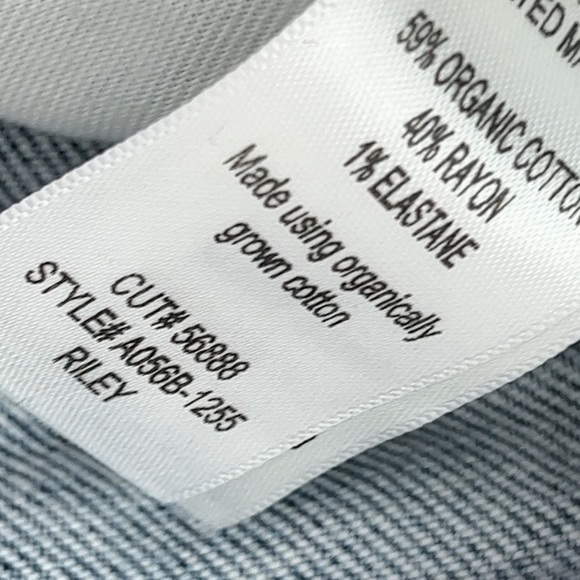 59% ORGANIC COTTON
40% RAYON
1% ELASTANE
Made using organically
grown cotton
CUT# 56888
STYLE# A056B-1255
RILEY